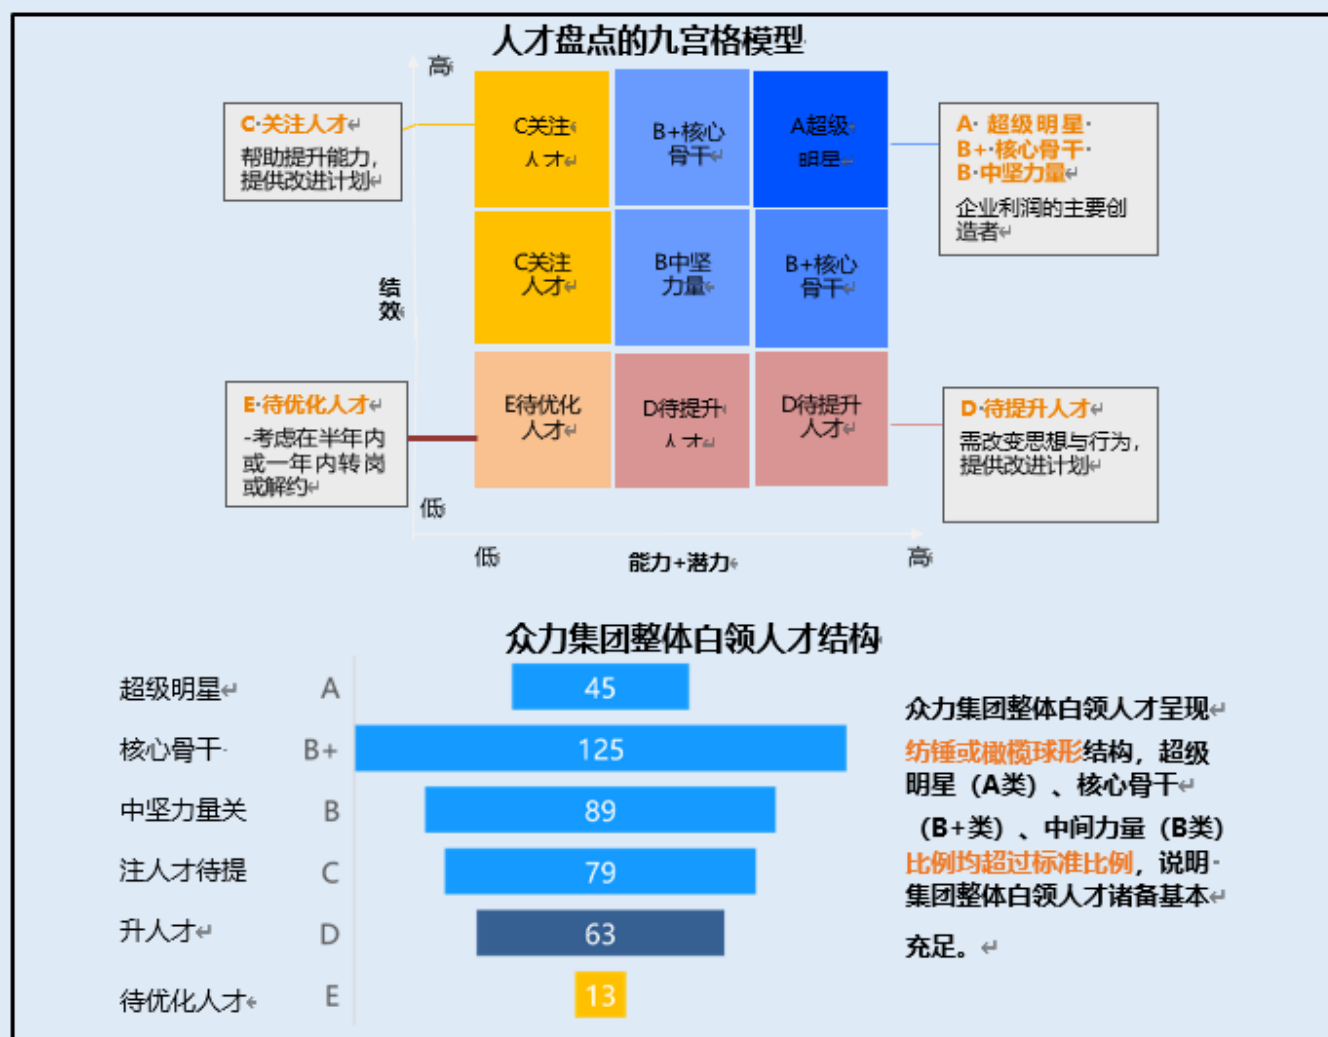 人才盘点的九宫格模型
高
C·关注人才
帮助提升能力，
提供改进计划
C关注
人才
B+核心
骨干
A超级
明星
A· 超级明星·
B+·核心骨干·
B·中坚力量
企业利润的主要创
造者
结
效
C关注
人才
B中坚
力量
B+核心
骨干
E·待优化人才
-考虑在半年内
或一年内转岗
或解约
E待优化
人才
D待提升
人才
D待提升
人才
D·待提升人才
需改变思想与行为，
提供改进计划
低
低
能力+潜力
高
众力集团整体白领人才结构
超级明星 A 45
核心骨干· B+ 125
中坚力量关 B 89
注人才待提 C 79
升人才 D 63
待优化人才 E 13
众力集团整体白领人才呈现
纺锤或橄榄球形结构，超级
明星（A类）、核心骨干
（B+类）、中间力量（B类）
比例均超过标准比例，说明·
集团整体白领人才诸备基本
充足。